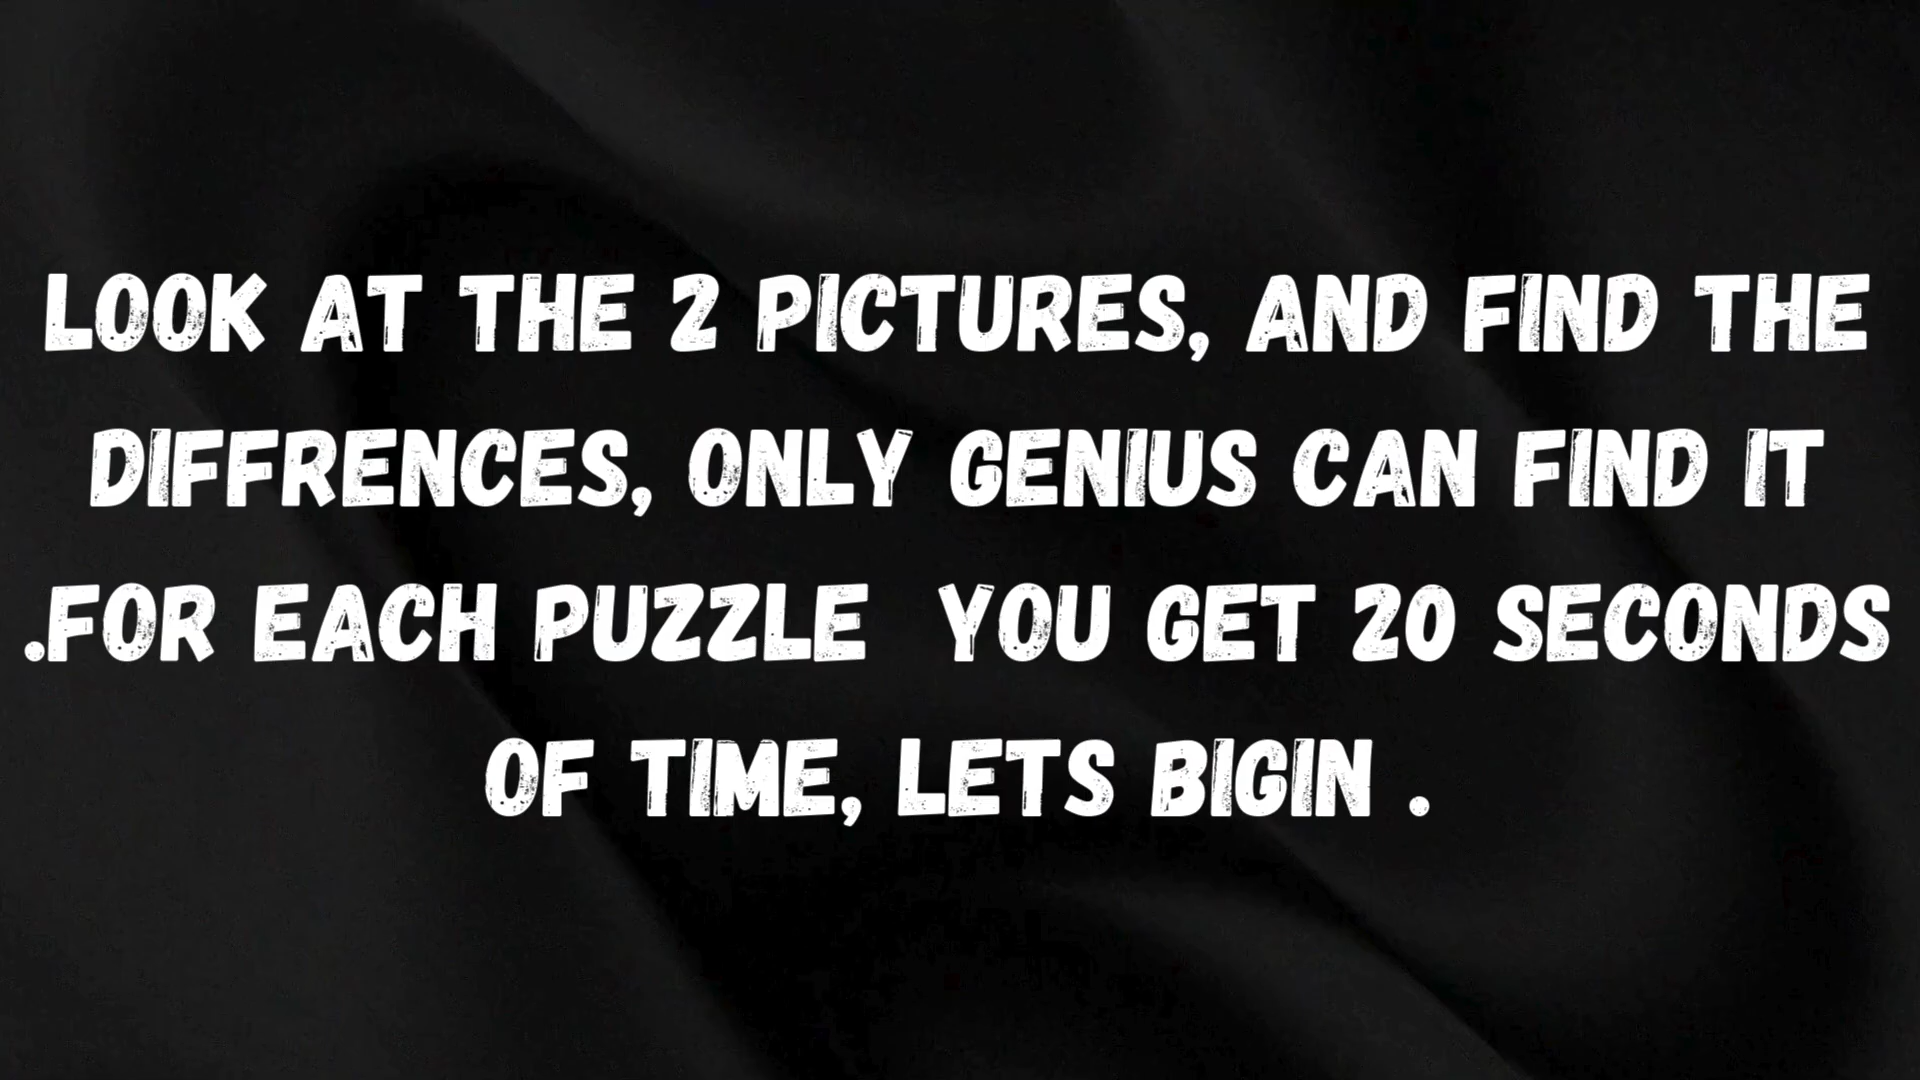 LOOK AT THE 2 PICTURES, AND FIND THE
DIFFRENCES, ONLY GENIUS CAN FIND IT
.FOR EACH PUZZLE  YOU GET 20 SECONDS
OF TIME, LETS BIGIN .